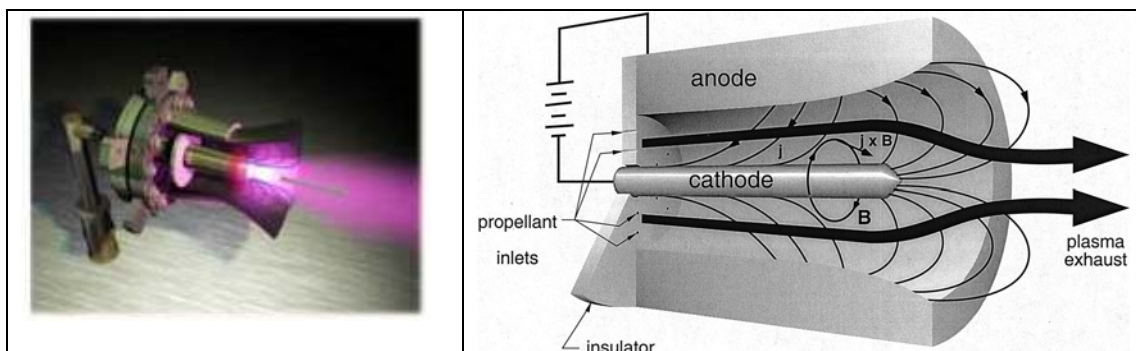 anode
j x B
j
cathode
B
propellant
inlets
plasma
exhaust
insulator